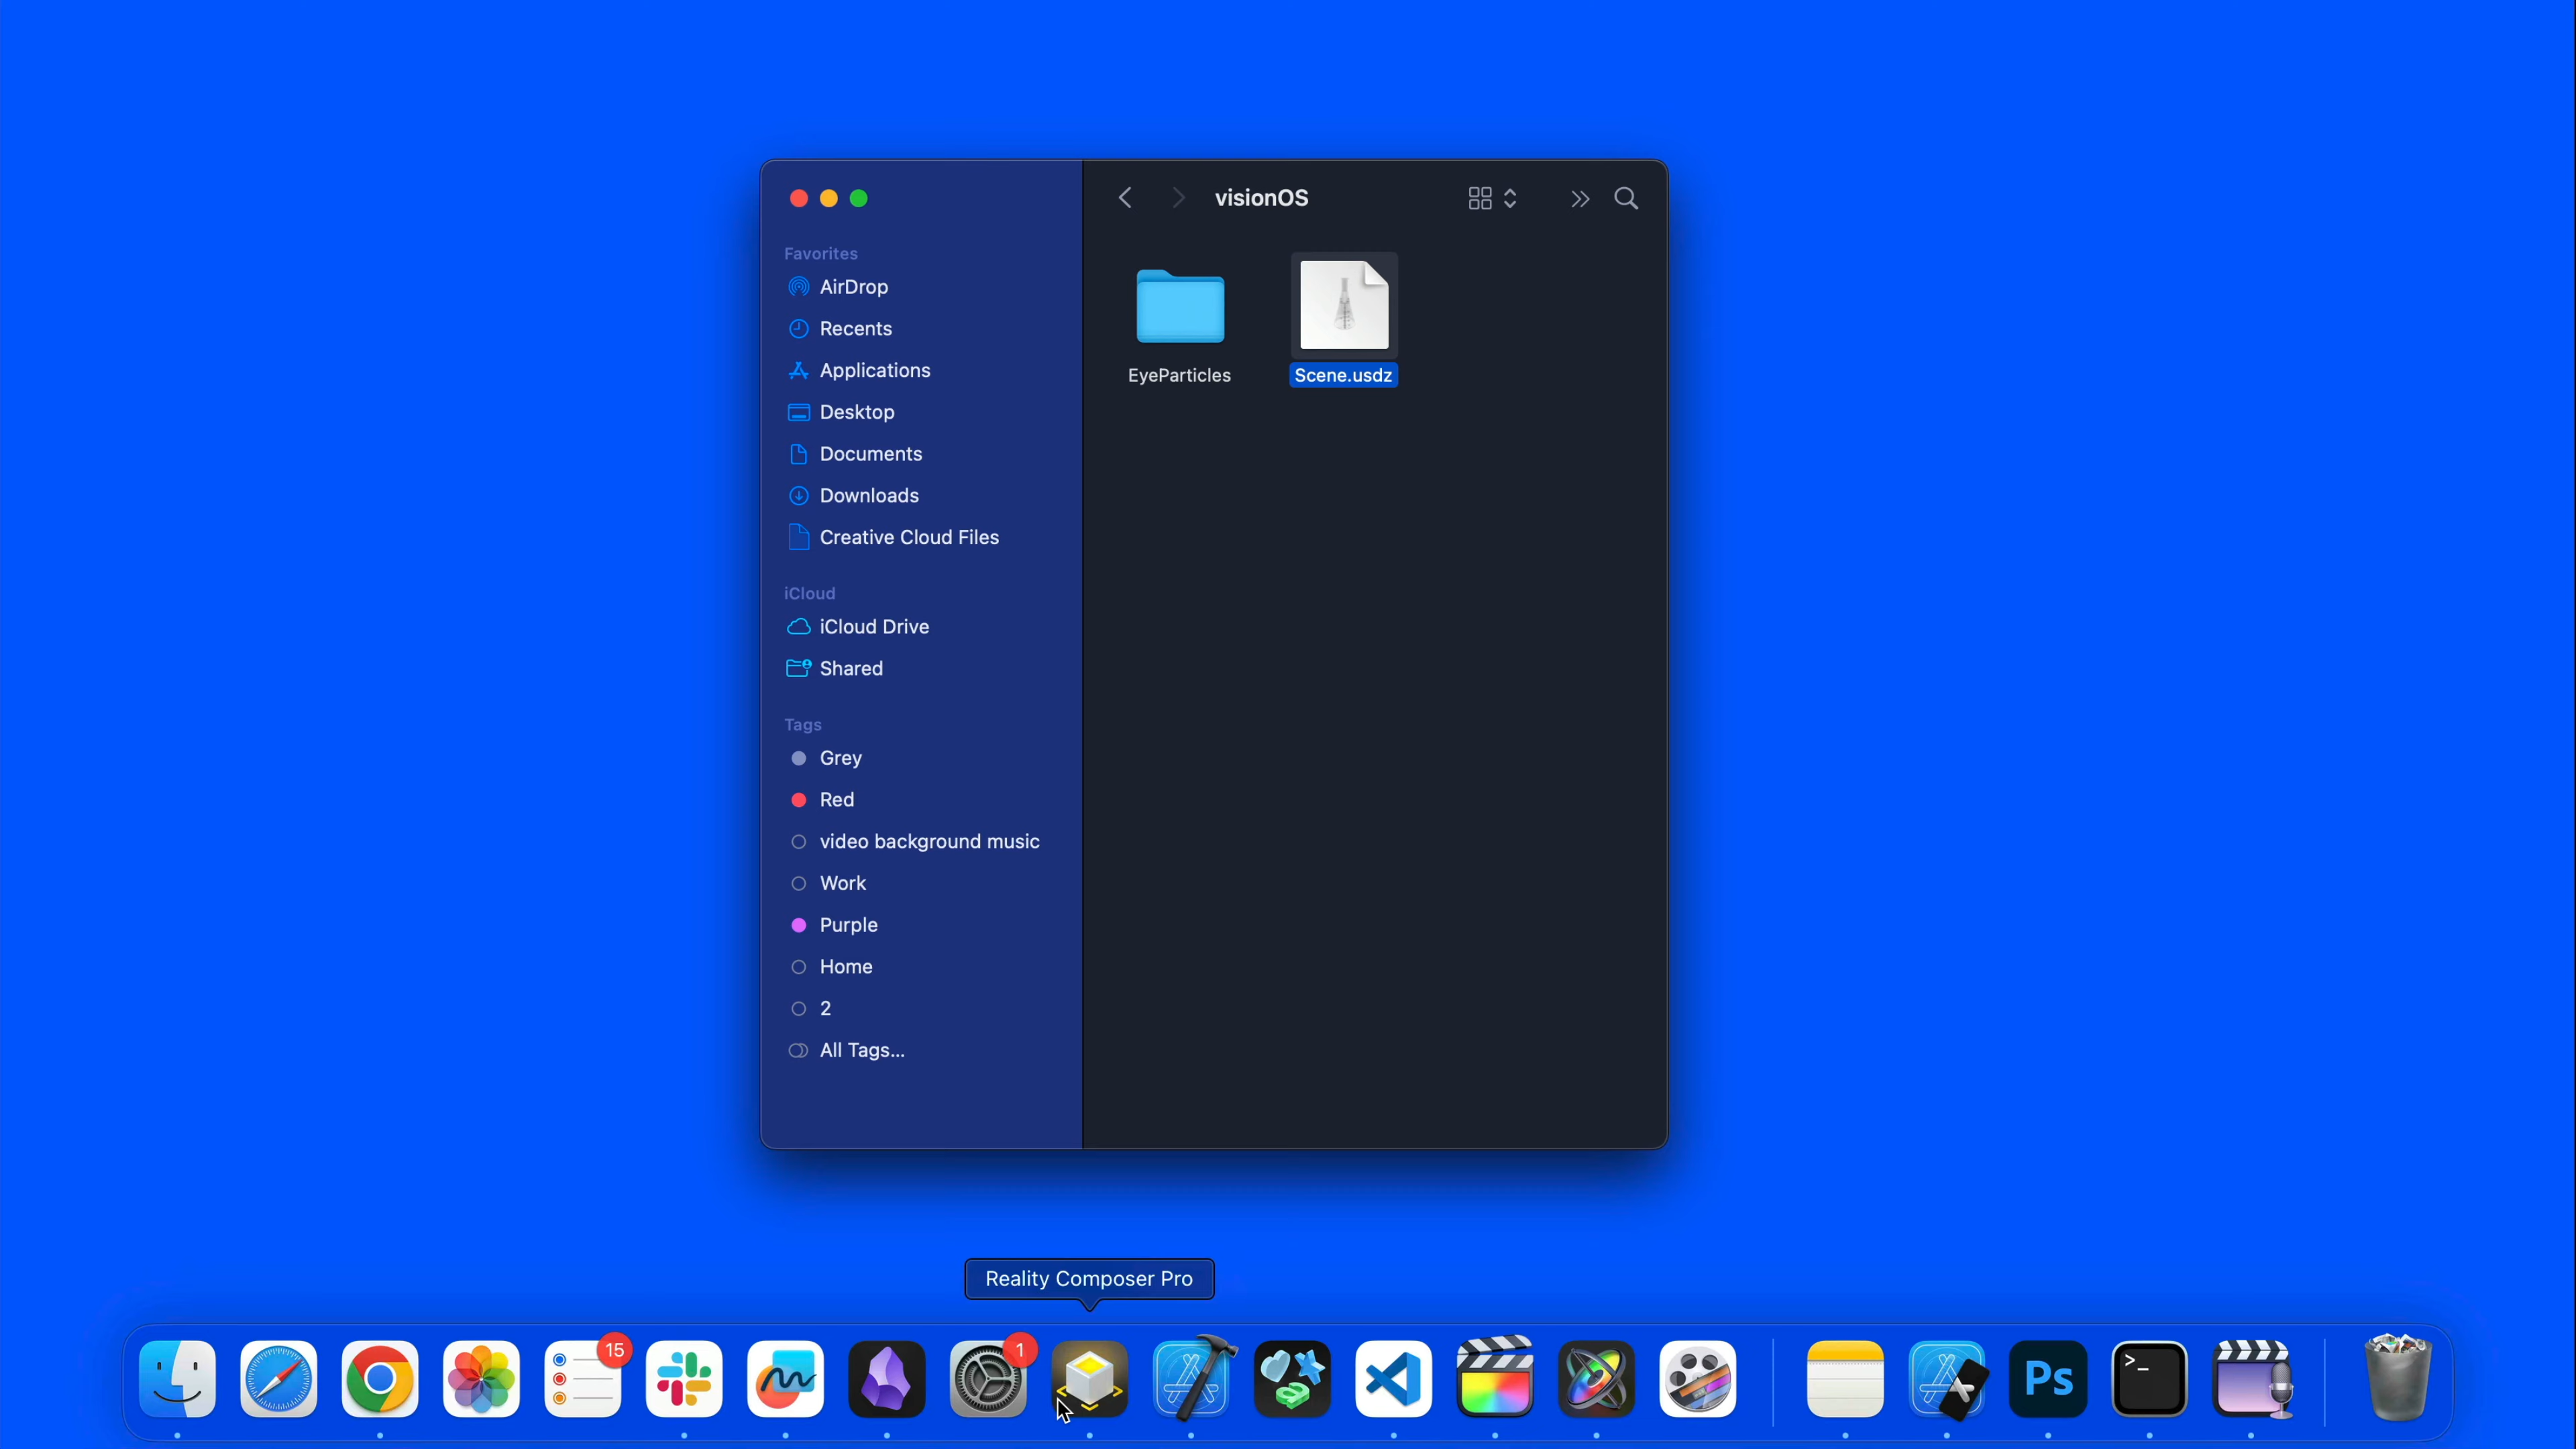 visionOS
Favorites
AirDrop
Recents
Applications
Desktop
Documents
Downloads
Creative Cloud Files
iCloud
iCloud Drive
Shared
Tags
Grey
Red
video background music
Work
Purple
Home
2
All Tags...
EyeParticles
Scene.usdz
Reality Composer Pro
15
1
Ps
>_